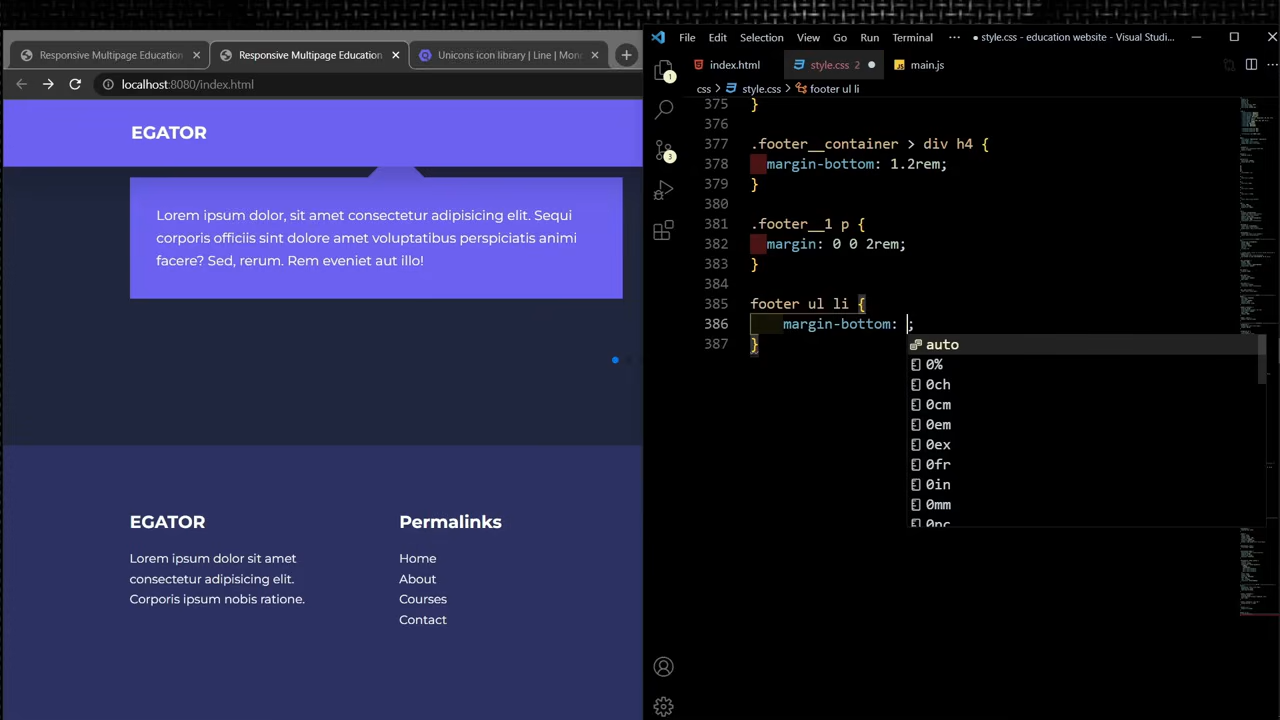 Responsive Multipage Education
Responsive Multipage Education
Unicons icon library | Line | Mono
localhost:8080/index.html
EGATOR
Lorem ipsum dolor, sit amet consectetur adipisicing elit. Sequi
corporis officiis sint dolore amet voluptatibus perspiciatis animi
facere? Sed, rerum. Rem eveniet aut illo!
EGATOR
Lorem ipsum dolor sit amet
consectetur adipisicing elit.
Corporis ipsum nobis ratione.
Permalinks
Home
About
Courses
Contact
File Edit Selection View Go Run Terminal ··· ● style.css - education website - Visual Studi...
index.html
style.css 2
JS main.js
css > style.css > footer ul li
1
3
375 }
376
377 .footer__container > div h4 {
378 margin-bottom: 1.2rem;
379 }
380
381 .footer__1 p {
382 margin: 0 0 2rem;
383 }
384
385 footer ul li {
386 margin-bottom: ;
387 }
auto
0%
0ch
0cm
0em
0ex
0fr
0in
0mm
0pc